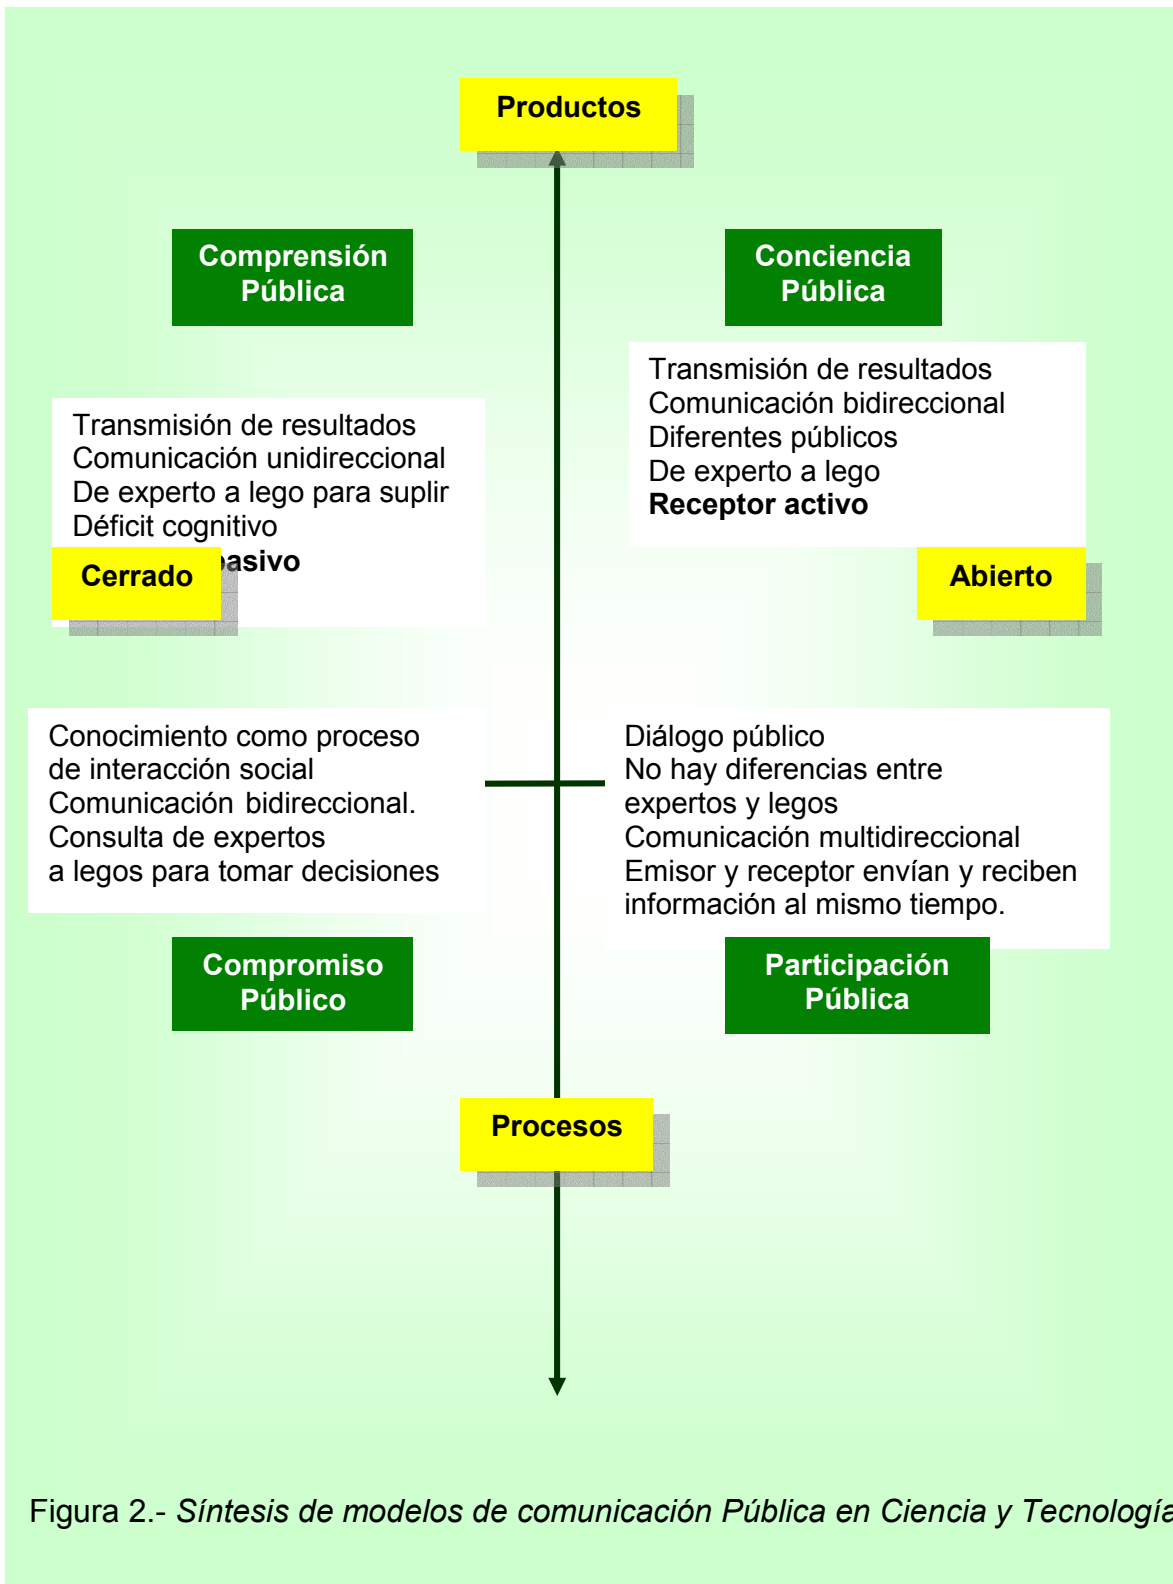 Productos
Comprensión
Pública
Conciencia
Pública
Transmisión de resultados
Comunicación unidireccional
De experto a lego para suplir
Déficit cognitivo
Transmisión de resultados
Comunicación bidireccional
Diferentes públicos
De experto a lego
Receptor activo
Cerrado
Abierto
Conocimiento como proceso
de interacción social
Comunicación bidireccional.
Consulta de expertos
a legos para tomar decisiones
Diálogo público
No hay diferencias entre
expertos y legos
Comunicación multidireccional
Emisor y receptor envían y reciben
información al mismo tiempo.
Compromiso
Público
Participación
Pública
Procesos
Figura 2.- Síntesis de modelos de comunicación Pública en Ciencia y Tecnología